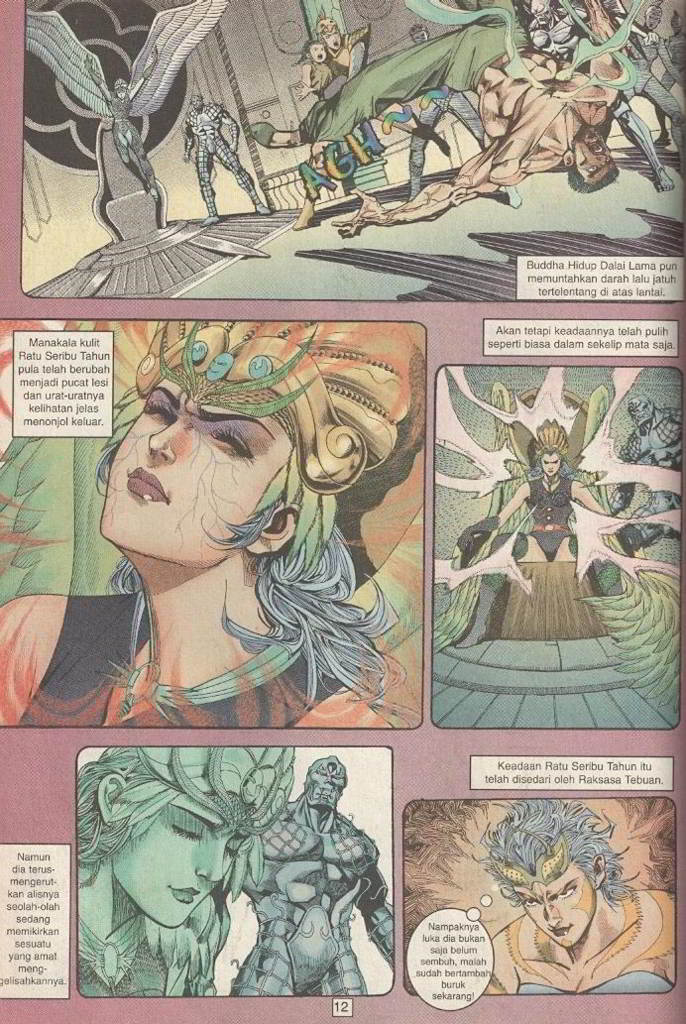 AGH~~
Buddha Hidup Dalai Lama pun
memuntahkan darah lalu jatuh
tertelentang di atas lantai.
Manakala kulit
Ratu Seribu Tahun
pula telah berubah
menjadi pucat lesi
dan urat-uratnya
kelihatan jelas
menonjol keluar.
Akan tetapi keadaannya telah pulih
seperti biasa dalam sekelip mata saja.
Namun
dia terus-
mengerut-
kan alisnya
seolah-olah
sedang
memikirkan
sesuatu
yang amat
meng-
gelisahkannya.
Keadaan Ratu Seribu Tahun itu
telah disedari oleh Raksasa Tebuan.
Nampaknya
luka dia bukan
saja belum
sembuh, malah
sudah bertambah
buruk
sekarang!
12